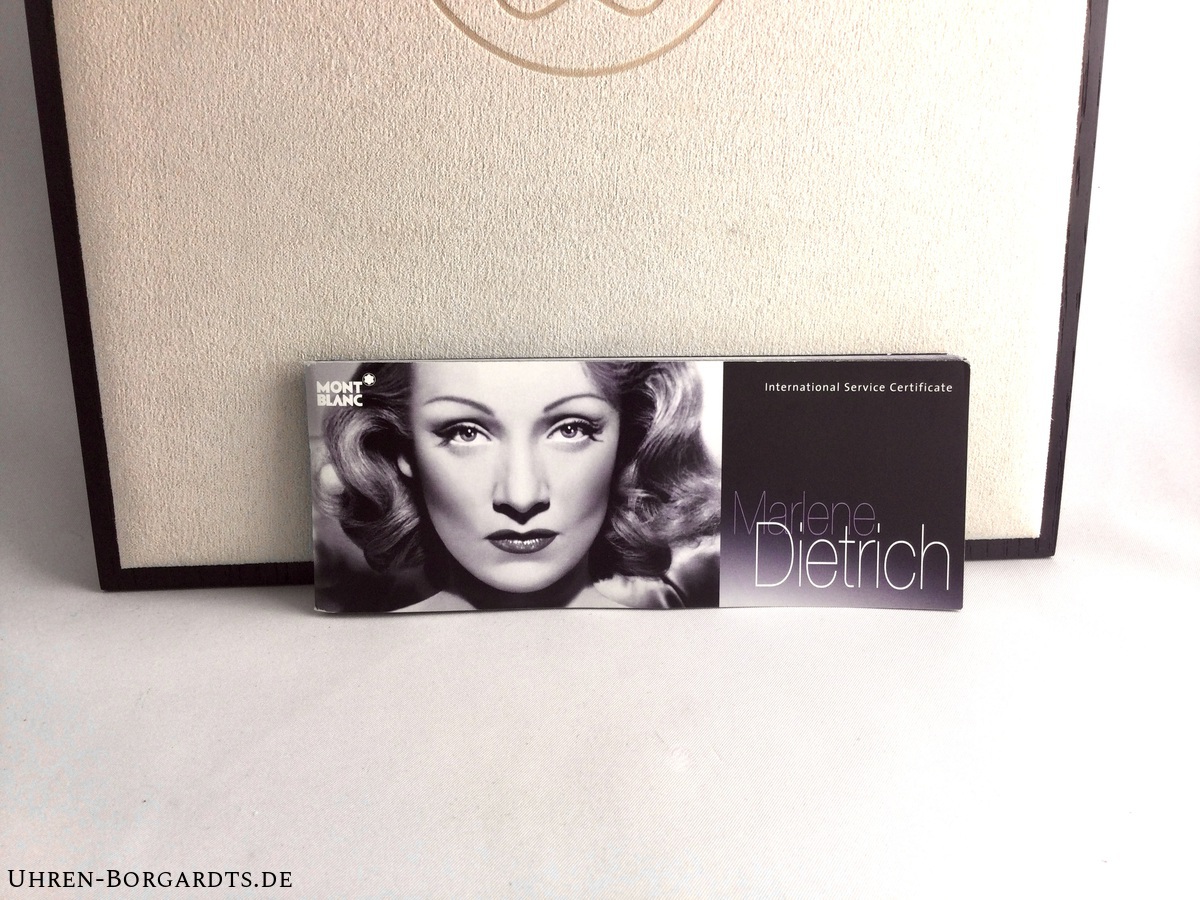 MONT
BLANC
International Service Certificate
Marlene
Dietrich
UHREN-BORGARDTS.DE